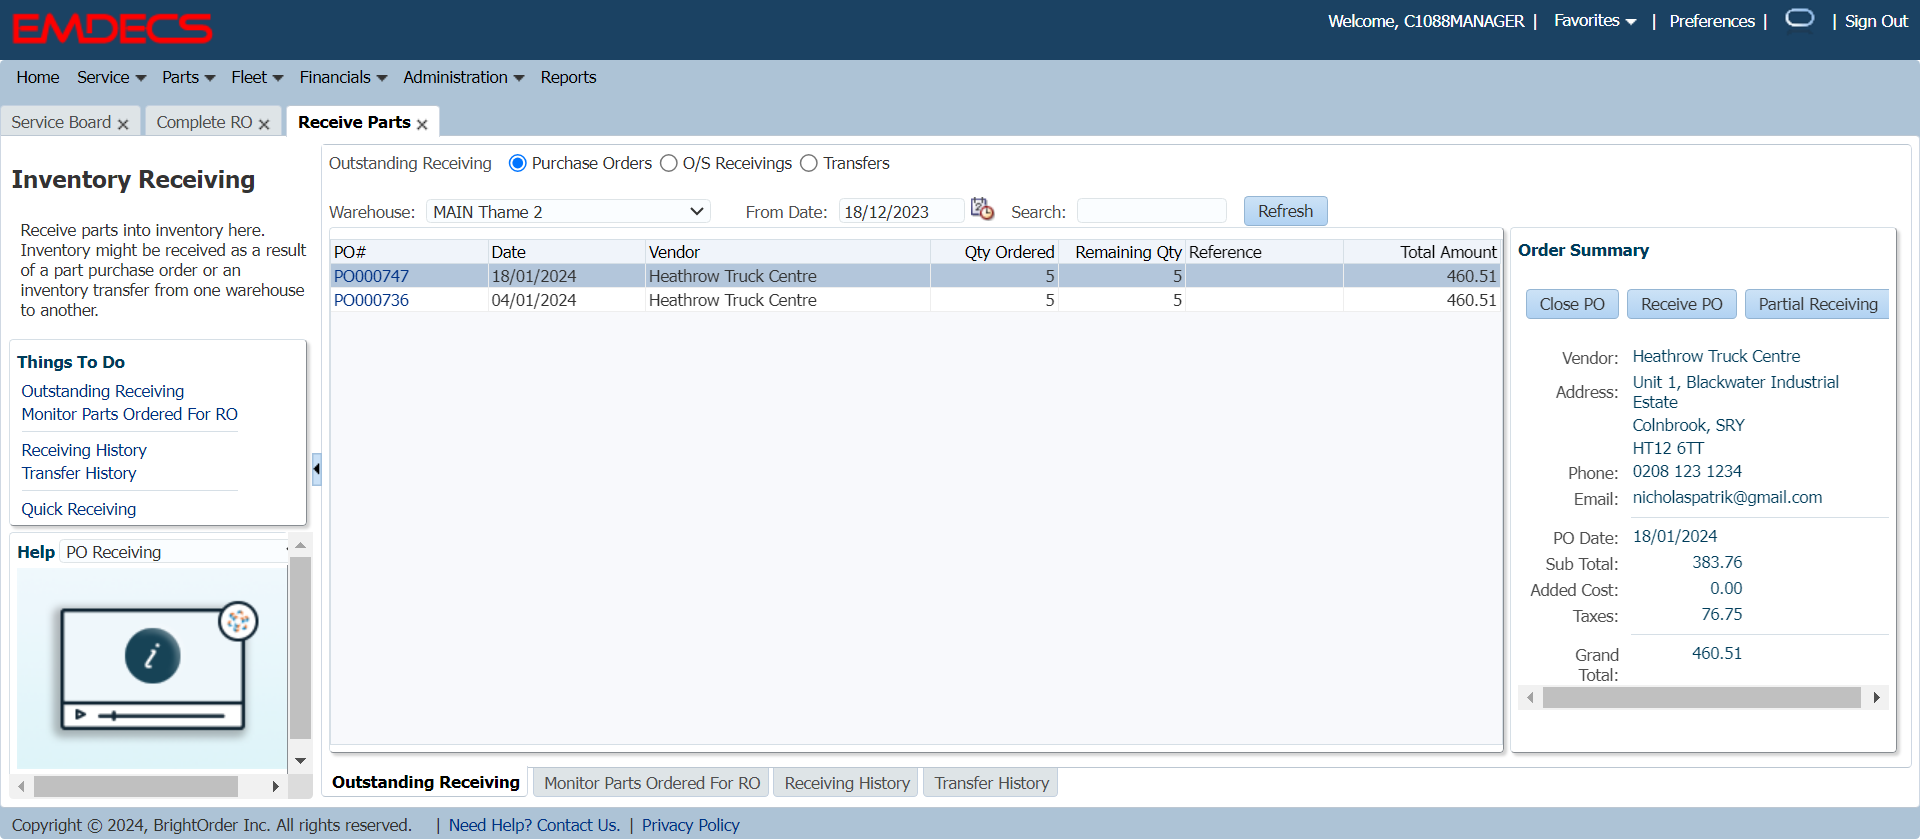 EMDECS
Welcome, C1088MANAGER | Favorites | Preferences | | Sign Out
Home Service Parts Fleet Financials Administration Reports
Service Board Complete RO Receive Parts
Inventory Receiving
Receive parts into inventory here.
Inventory might be received as a result
of a part purchase order or an
inventory transfer from one warehouse
to another.
Things To Do
Outstanding Receiving
Monitor Parts Ordered For RO
Receiving History
Transfer History
Quick Receiving
Help PO Receiving
i
Outstanding Receiving Purchase Orders O/S Receivings Transfers
Warehouse: MAIN Thame 2 From Date: 18/12/2023 Search: Refresh
PO# Date Vendor Qty Ordered Remaining Qty Reference Total Amount
PO000747 18/01/2024 Heathrow Truck Centre 5 5 460.51
PO000736 04/01/2024 Heathrow Truck Centre 5 5 460.51
Order Summary
Close PO Receive PO Partial Receiving
Vendor: Heathrow Truck Centre
Address: Unit 1, Blackwater Industrial
Estate
Colnbrook, SRY
HT12 6TT
Phone: 0208 123 1234
Email: nicholaspatrik@gmail.com
PO Date: 18/01/2024
Sub Total: 383.76
Added Cost: 0.00
Taxes: 76.75
Grand 460.51
Total:
Outstanding Receiving Monitor Parts Ordered For RO Receiving History Transfer History
Copyright © 2024, BrightOrder Inc. All rights reserved. | Need Help? Contact Us. | Privacy Policy